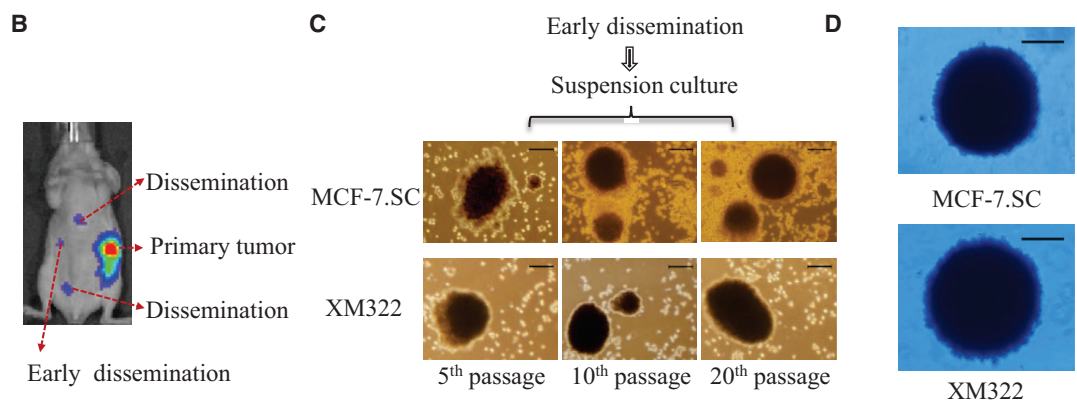 B
Dissemination
Primary tumor
Dissemination
Early dissemination
C
Early dissemination
Suspension culture
MCF-7.SC
XM322
5th passage
10th passage
20th passage
D
MCF-7.SC
XM322